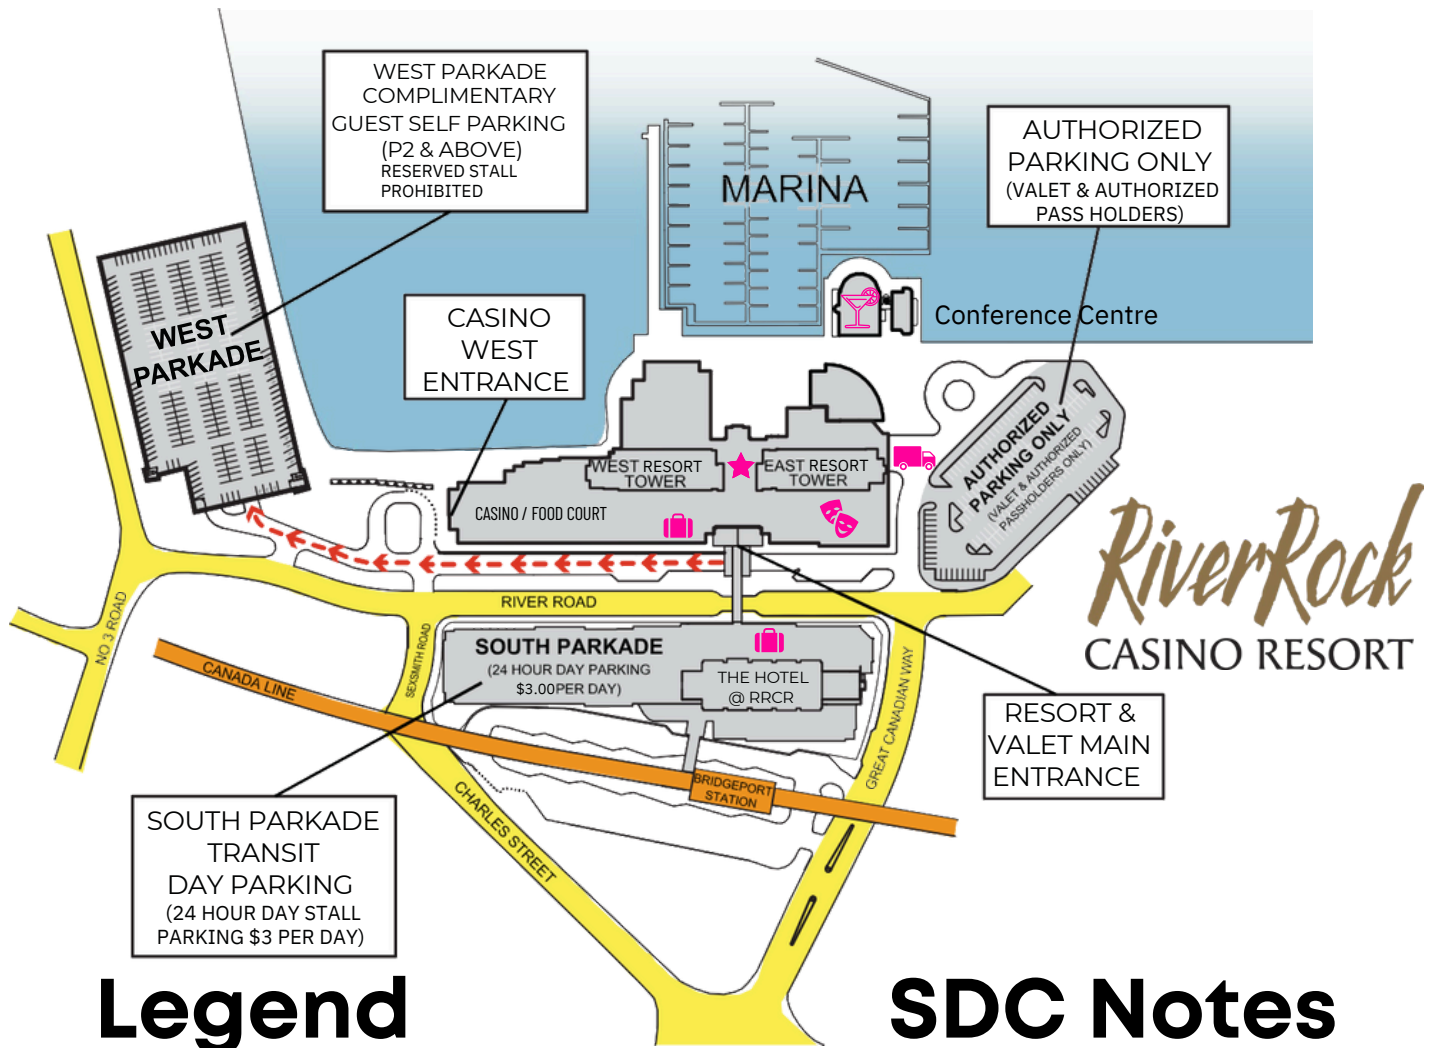 WEST PARKADE
COMPLIMENTARY
GUEST SELF PARKING
(P2 & ABOVE)
RESERVED STALL
PROHIBITED
AUTHORIZED
PARKING ONLY
(VALET & AUTHORIZED
PASS HOLDERS)
MARINA
Conference Centre
CASINO
WEST
ENTRANCE
WEST
PARKADE
WEST RESORT
TOWER
EAST RESORT
TOWER
CASINO / FOOD COURT
AUTHORIZED
PARKING ONLY
(VALET & AUTHORIZED
PASSHOLDERS ONLY)
RiverRock
CASINO RESORT
RIVER ROAD
NO 3 ROAD
SEXSMITH ROAD
SOUTH PARKADE
(24 HOUR DAY PARKING
$3.00PER DAY)
THE HOTEL
@ RRCR
CANADA LINE
GREAT CANADIAN WAY
RESORT &
VALET MAIN
ENTRANCE
BRIDGEPORT
STATION
CHARLES STREET
SOUTH PARKADE
TRANSIT
DAY PARKING
(24 HOUR DAY STALL
PARKING $3 PER DAY)
Legend
SDC Notes